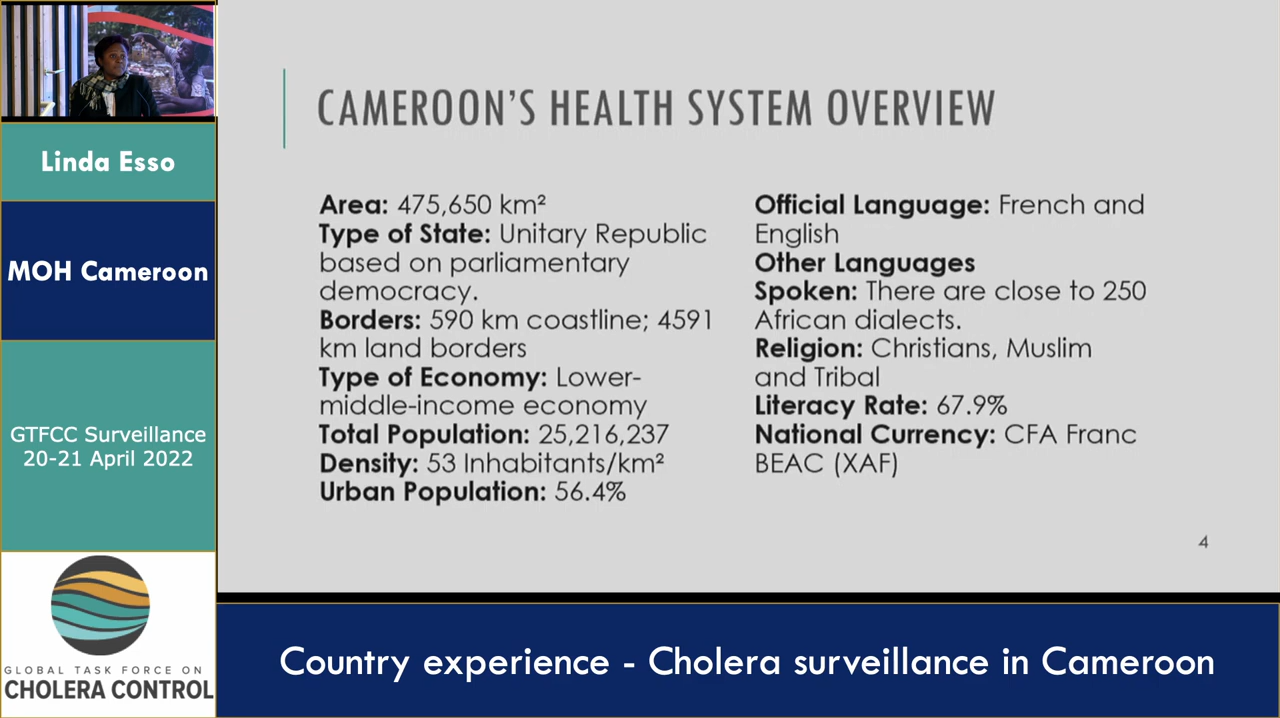 Linda Esso
MOH Cameroon
GTFCC Surveillance
20-21 April 2022
GLOBAL TASK FORCE ON
CHOLERA CONTROL
CAMEROON'S HEALTH SYSTEM OVERVIEW
Area: 475,650 km²
Type of State: Unitary Republic
based on parliamentary
democracy.
Borders: 590 km coastline; 4591
km land borders
Type of Economy: Lower-
middle-income economy
Total Population: 25,216,237
Density: 53 Inhabitants/km²
Urban Population: 56.4%
Official Language: French and
English
Other Languages
Spoken: There are close to 250
African dialects.
Religion: Christians, Muslim
and Tribal
Literacy Rate: 67.9%
National Currency: CFA Franc
BEAC (XAF)
4
Country experience - Cholera surveillance in Cameroon